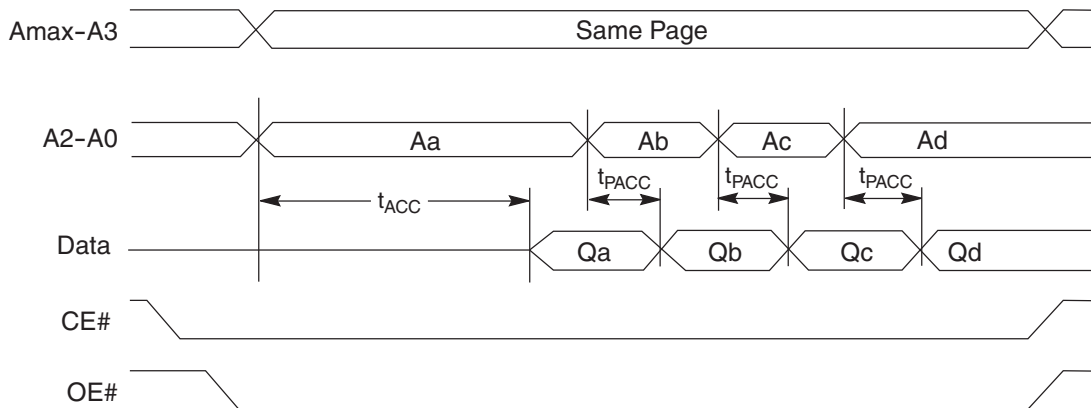 Amax-A3 Same Page
A2-A0 Aa Ab Ac Ad
tACC tPACC tPACC tPACC
Data Qa Qb Qc Qd
CE#
OE#